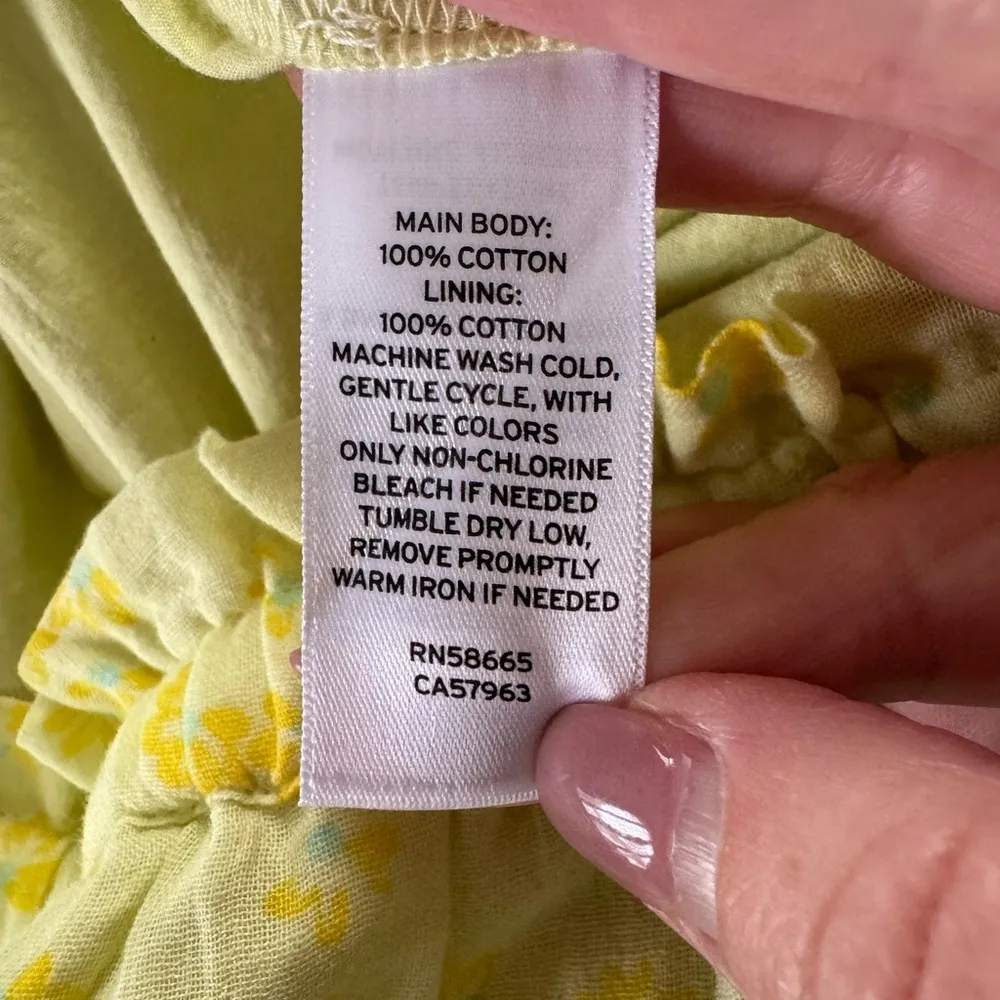 MAIN BODY:
100% COTTON
LINING:
100% COTTON
MACHINE WASH COLD,
GENTLE CYCLE, WITH
LIKE COLORS
ONLY NON-CHLORINE
BLEACH IF NEEDED
TUMBLE DRY LOW,
REMOVE PROMPTLY
WARM IRON IF NEEDED
RN58665
CA57963